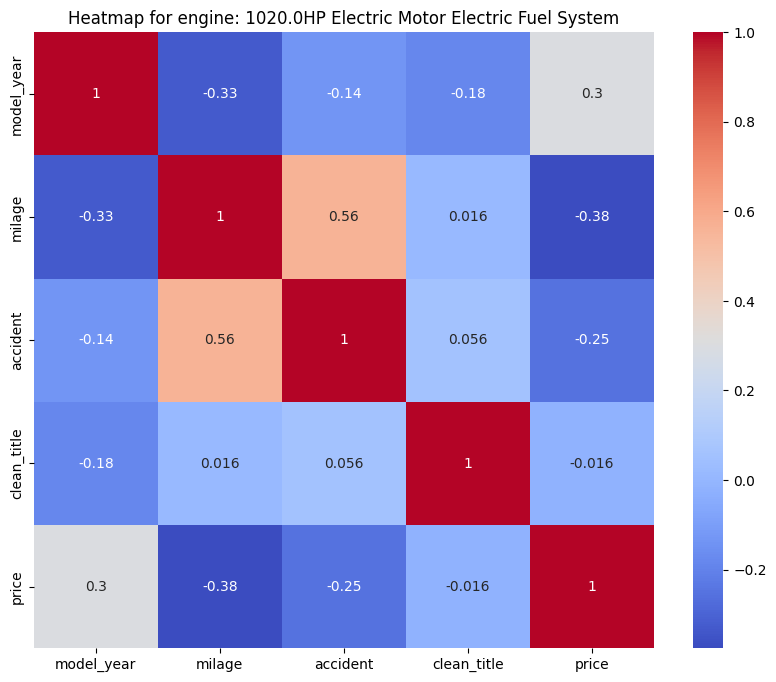 Heatmap for engine: 1020.0HP Electric Motor Electric Fuel System
model_year 1 -0.33 -0.14 -0.18 0.3
milage -0.33 1 0.56 0.016 -0.38
accident -0.14 0.56 1 0.056 -0.25
clean_title -0.18 0.016 0.056 1 -0.016
price 0.3 -0.38 -0.25 -0.016 1
model_year milage accident clean_title price
1.0
0.8
0.6
0.4
0.2
0.0
−0.2